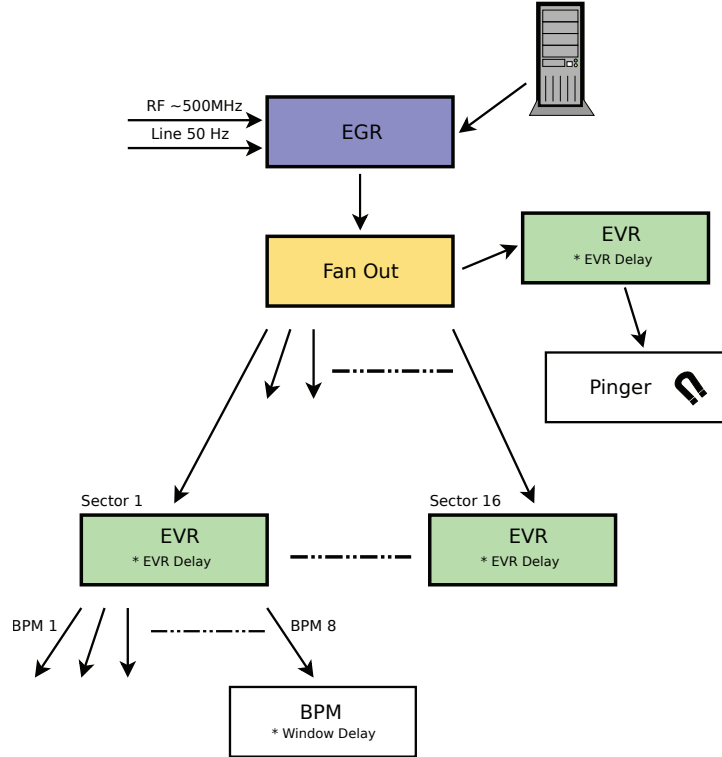 RF ~500MHz
Line 50 Hz
EGR
EVR
* EVR Delay
Fan Out
Pinger
Sector 1
Sector 16
EVR
* EVR Delay
EVR
* EVR Delay
BPM 1
BPM 8
BPM
* Window Delay